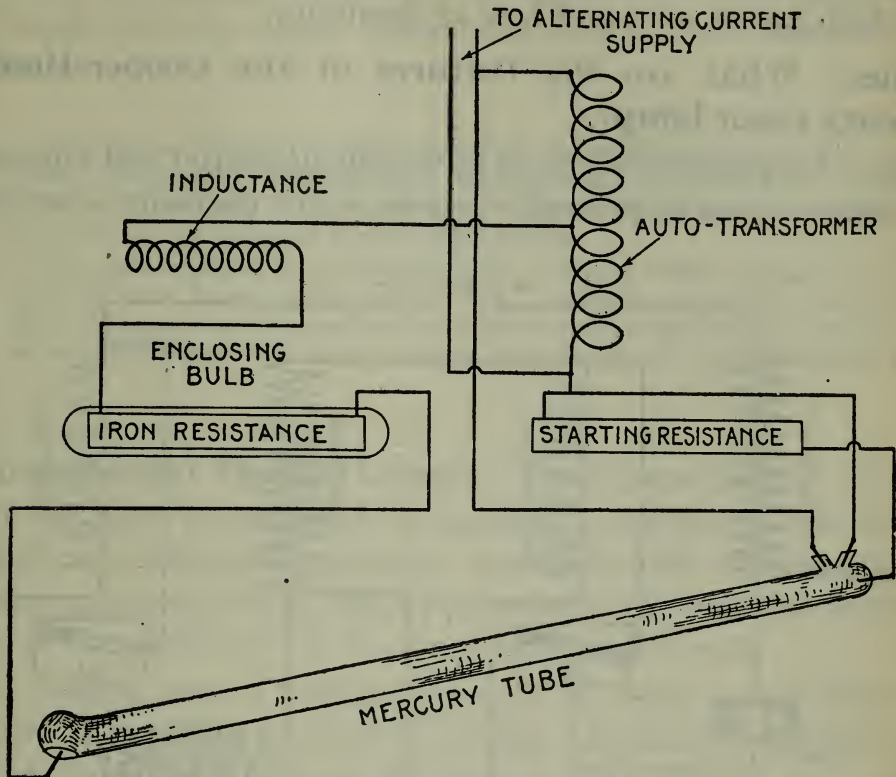 TO ALTERNATING CURRENT
SUPPLY
INDUCTANCE
AUTO-TRANSFORMER
ENCLOSING
BULB
IRON RESISTANCE
STARTING RESISTANCE
MERCURY TUBE